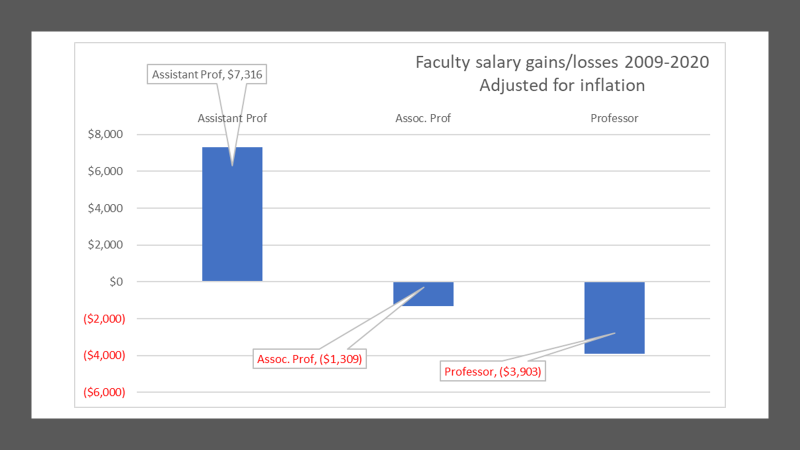 Faculty salary gains/losses 2009-2020
Adjusted for inflation
Assistant Prof, $7,316
Assistant Prof
Assoc. Prof
Professor
$8,000
$6,000
$4,000
$2,000
$0
($2,000)
($4,000)
($6,000)
Assoc. Prof, ($1,309)
Professor, ($3,903)